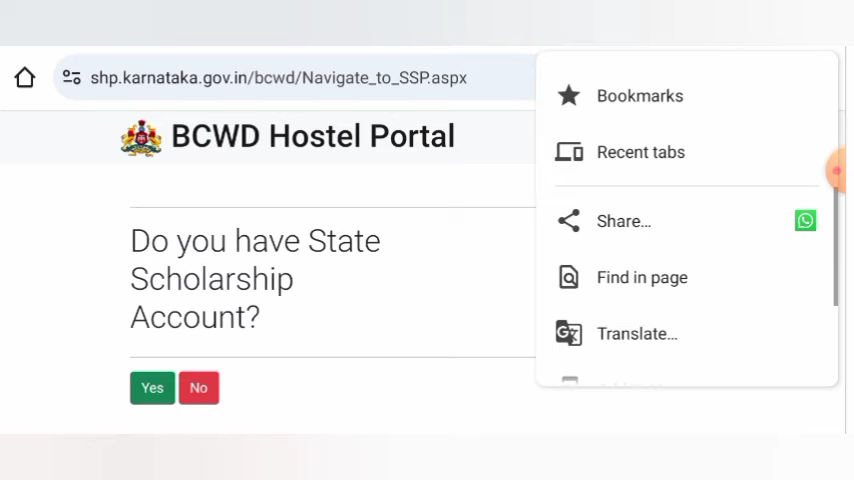 shp.karnataka.gov.in/bcwd/Navigate_to_SSP.aspx
BCWD Hostel Portal
Do you have State
Scholarship
Account?
Yes No
Bookmarks
Recent tabs
Share...
Find in page
Translate...